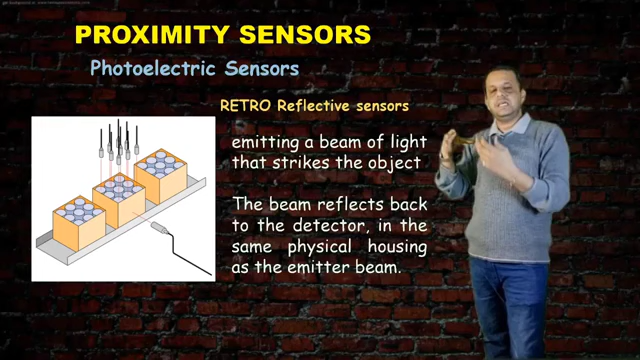 PROXIMITY SENSORS
Photoelectric Sensors
RETRO Reflective sensors
emitting a beam of light
that strikes the object
The beam reflects back
to the detector, in the
same physical housing
as the emitter beam.